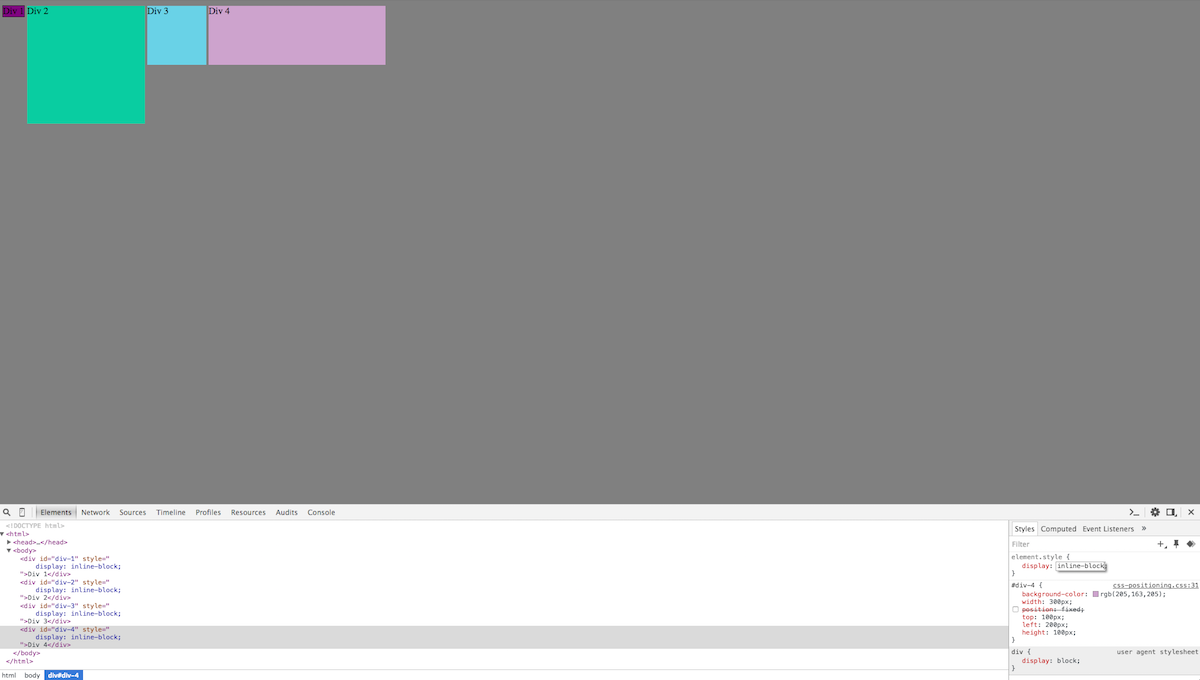 Div 1 Div 2 Div 3 Div 4
Elements Network Sources Timeline Profiles Resources Audits Console
<!DOCTYPE html>
<html>
<head>…</head>
<body>
<div id="div-1" style="
display: inline-block;
">Div 1</div>
<div id="div-2" style="
display: inline-block;
">Div 2</div>
<div id="div-3" style="
display: inline-block;
">Div 3</div>
<div id="div-4" style="
display: inline-block;
">Div 4</div>
</body>
</html>
html body div#div-4
Styles Computed Event Listeners »
Filter
element.style {
display: inline-block;
}
#div-4 { css-positioning.css:31
background-color: rgb(205,163,205);
width: 300px;
position: fixed;
top: 100px;
left: 200px;
height: 100px;
}
div { user agent stylesheet
display: block;
}